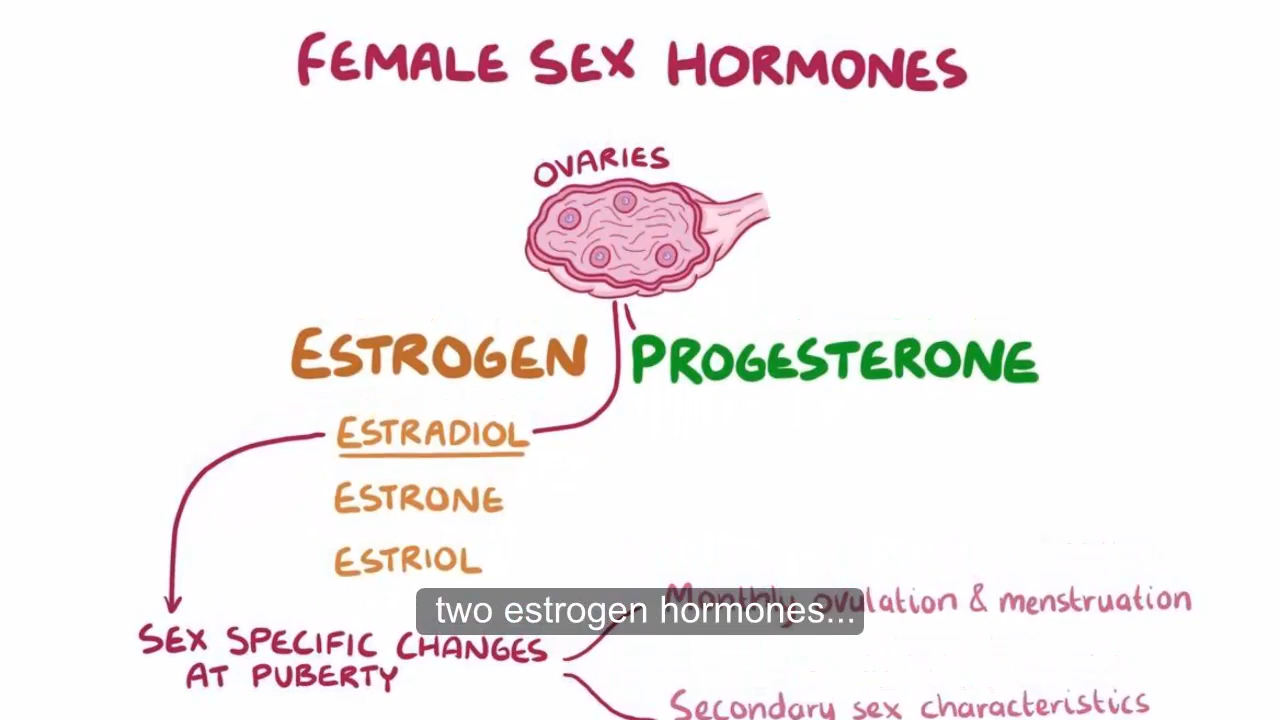 FEMALE SEX HORMONES
OVARIES
ESTROGEN PROGESTERONE
ESTRADIOL
ESTRONE
ESTRIOL
Monthly ovulation & menstruation
two estrogen hormones...
SEX SPECIFIC CHANGES
AT PUBERTY
Secondary sex characteristics